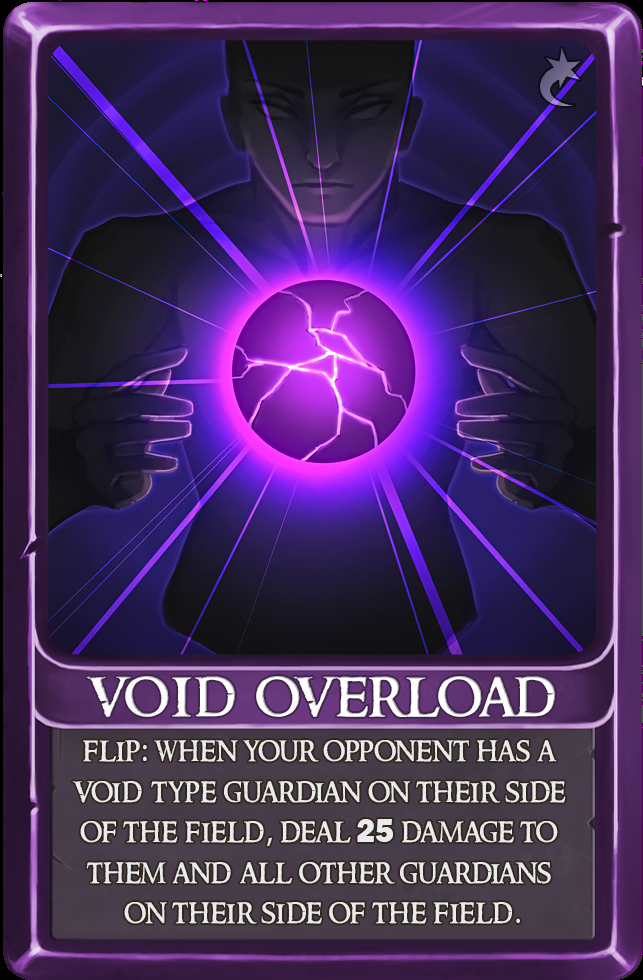 VOID OVERLOAD
FLIP: WHEN YOUR OPPONENT HAS A
VOID TYPE GUARDIAN ON THEIR SIDE
OF THE FIELD, DEAL 25 DAMAGE TO
THEM AND ALL OTHER GUARDIANS
ON THEIR SIDE OF THE FIELD.